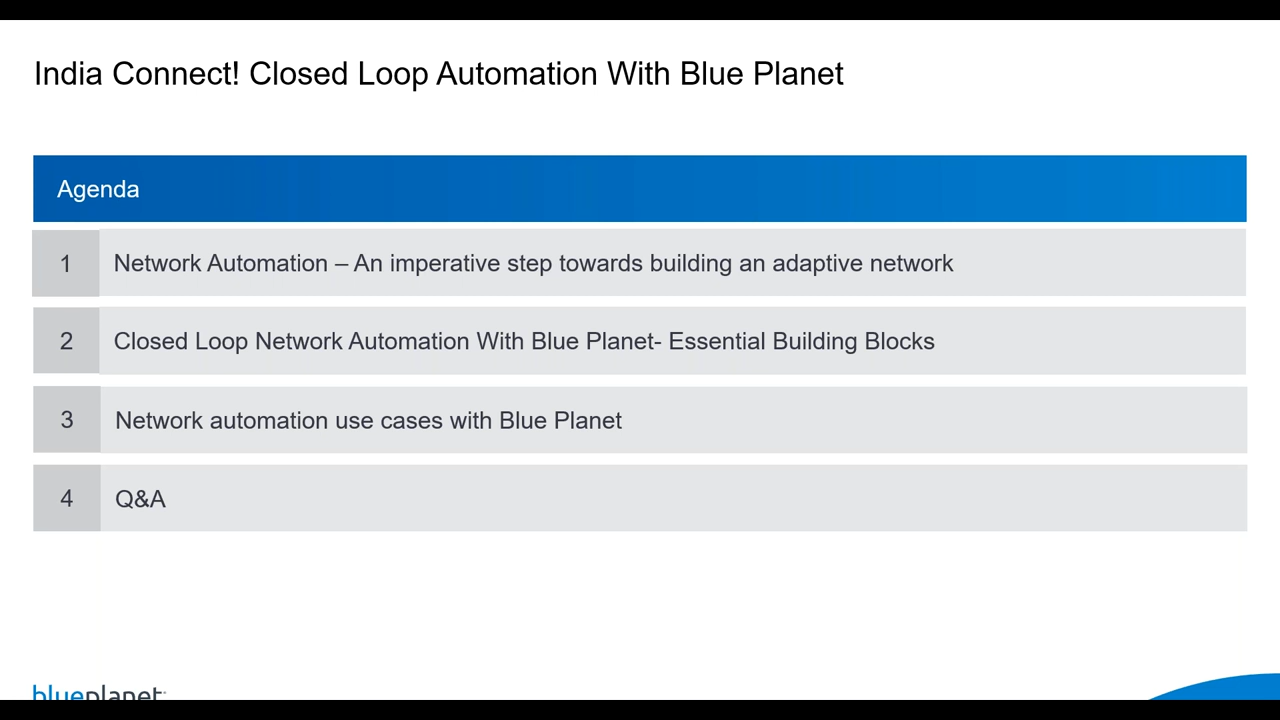 India Connect! Closed Loop Automation With Blue Planet
Agenda
1 Network Automation – An imperative step towards building an adaptive network
2 Closed Loop Network Automation With Blue Planet- Essential Building Blocks
3 Network automation use cases with Blue Planet
4 Q&A
blueplanet